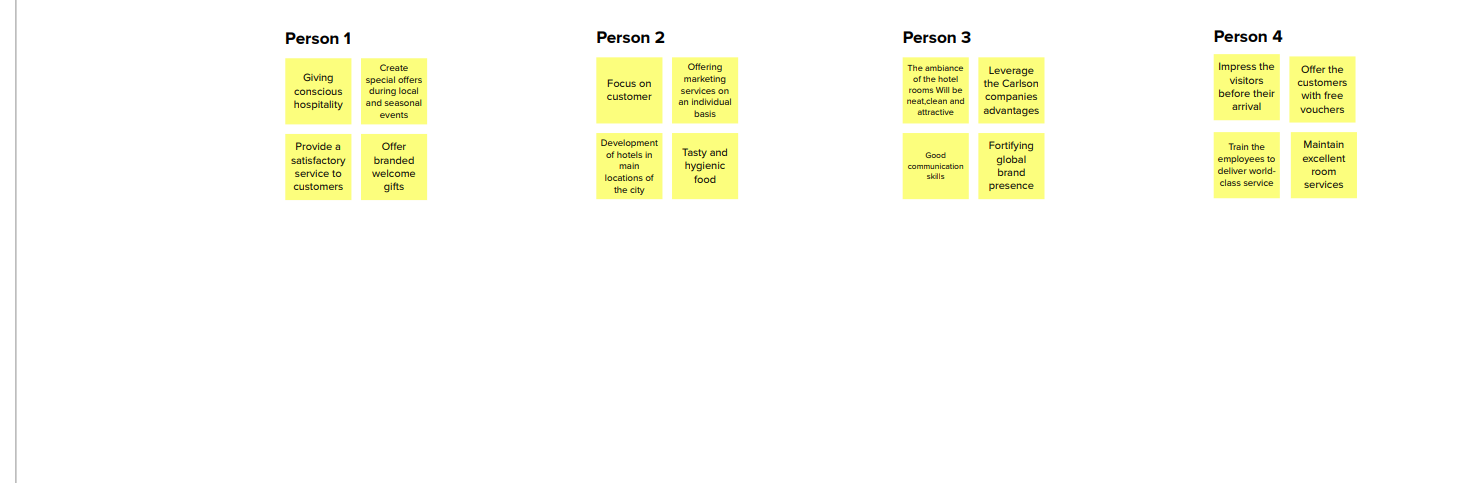 Person 1
Giving
conscious
hospitality
Create
special offers
during local
and seasonal
events
Provide a
satisfactory
service to
customers
Offer
branded
welcome
gifts
Person 2
Focus on
customer
Offering
marketing
services on
an individual
basis
Development
of hotels in
main
locations of
the city
Tasty and
hygienic
food
Person 3
The ambiance
of the hotel
rooms Will be
neat,clean and
attractive
Leverage
the Carlson
companies
advantages
Good
communication
skills
Fortifying
global
brand
presence
Person 4
Impress the
visitors
before their
arrival
Offer the
customers
with free
vouchers
Train the
employees to
deliver world-
class service
Maintain
excellent
room
services